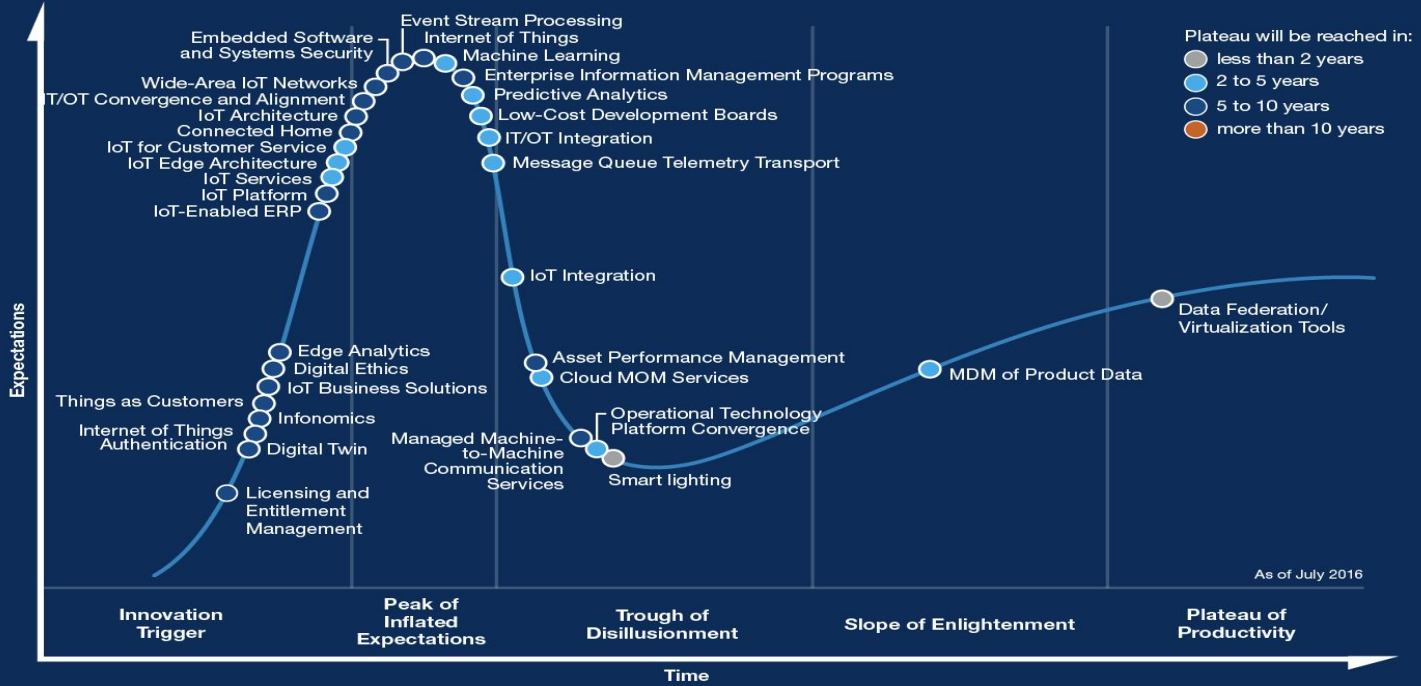 Event Stream Processing
Internet of Things
Embedded Software
and Systems Security
Machine Learning
Wide-Area IoT Networks
Enterprise Information Management Programs
IT/OT Convergence and Alignment
Predictive Analytics
IoT Architecture
Low-Cost Development Boards
Connected Home
IT/OT Integration
IoT for Customer Service
IoT Edge Architecture
Message Queue Telemetry Transport
IoT Services
IoT Platform
IoT-Enabled ERP
Plateau will be reached in:
less than 2 years
2 to 5 years
5 to 10 years
more than 10 years
IoT Integration
Data Federation/
Virtualization Tools
Expectations
Edge Analytics
Digital Ethics
IoT Business Solutions
Things as Customers
Infonomics
Internet of Things
Authentication
Digital Twin
Licensing and
Entitlement
Management
Asset Performance Management
Cloud MOM Services
MDM of Product Data
Operational Technology
Platform Convergence
Managed Machine-
to-Machine
Communication
Services
Smart lighting
As of July 2016
Innovation
Trigger
Peak of
Inflated
Expectations
Trough of
Disillusionment
Slope of Enlightenment
Plateau of
Productivity
Time